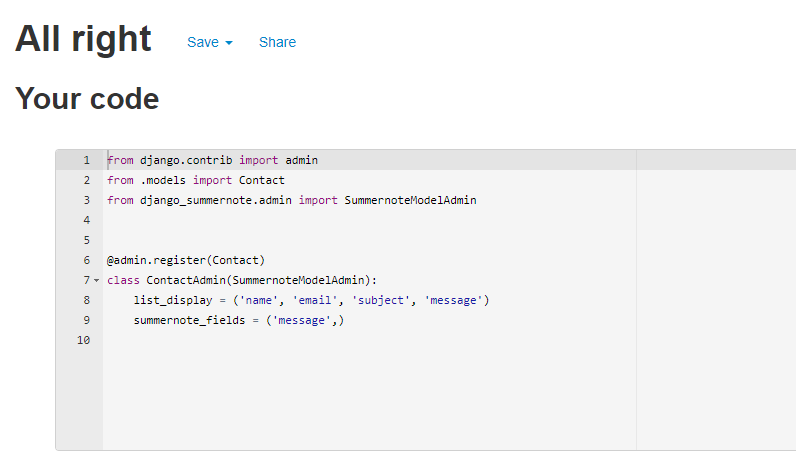 All right Save Share
Your code
1 from django.contrib import admin
2 from .models import Contact
3 from django_summernote.admin import SummernoteModelAdmin
4
5
6 @admin.register(Contact)
7 class ContactAdmin(SummernoteModelAdmin):
8     list_display = ('name', 'email', 'subject', 'message')
9     summernote_fields = ('message',)
10